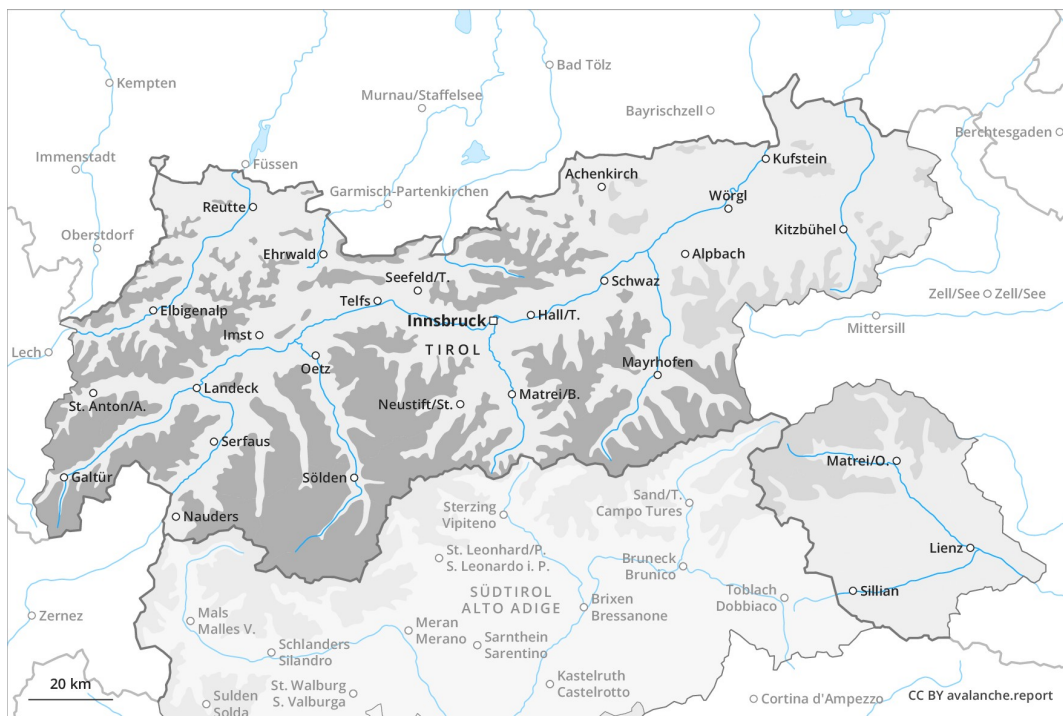 Kempten
Bad Tölz
Murnau/Staffelsee
Bayrischzell
Berchtesgaden
Immenstadt
Füssen
Kufstein
Garmisch-Partenkirchen
Achenkirch
Reutte
Wörgl
Oberstdorf
Kitzbühel
Ehrwald
Alpbach
Seefeld/T.
Schwaz
Telfs
Zell/See
Zell/See
Elbigenalp
Innsbruck
Hall/T.
Mittersill
Imst
TIROL
Lech
Oetz
Mayrhofen
Landeck
St. Anton/A.
Neustift/St.
Matrei/B.
Serfaus
Matrei/O.
Galtür
Sölden
Sterzing
Vipiteno
Sand/T.
Campo Tures
Nauders
Lienz
St. Leonhard/P.
S. Leonardo i. P.
Bruneck
Brunico
SÜDTIROL
ALTO ADIGE
Toblach
Dobbiaco
Sillian
Zernez
Mals
Malles V.
Brixen
Bressanone
Meran
Merano
Schlanders
Silandro
Sarnthein
Sarentino
20 km
Sulden
Solda
St. Walburg
S. Valburga
Kastelruth
Castelrotto
Cortina d'Ampezzo
CC BY avalanche.report